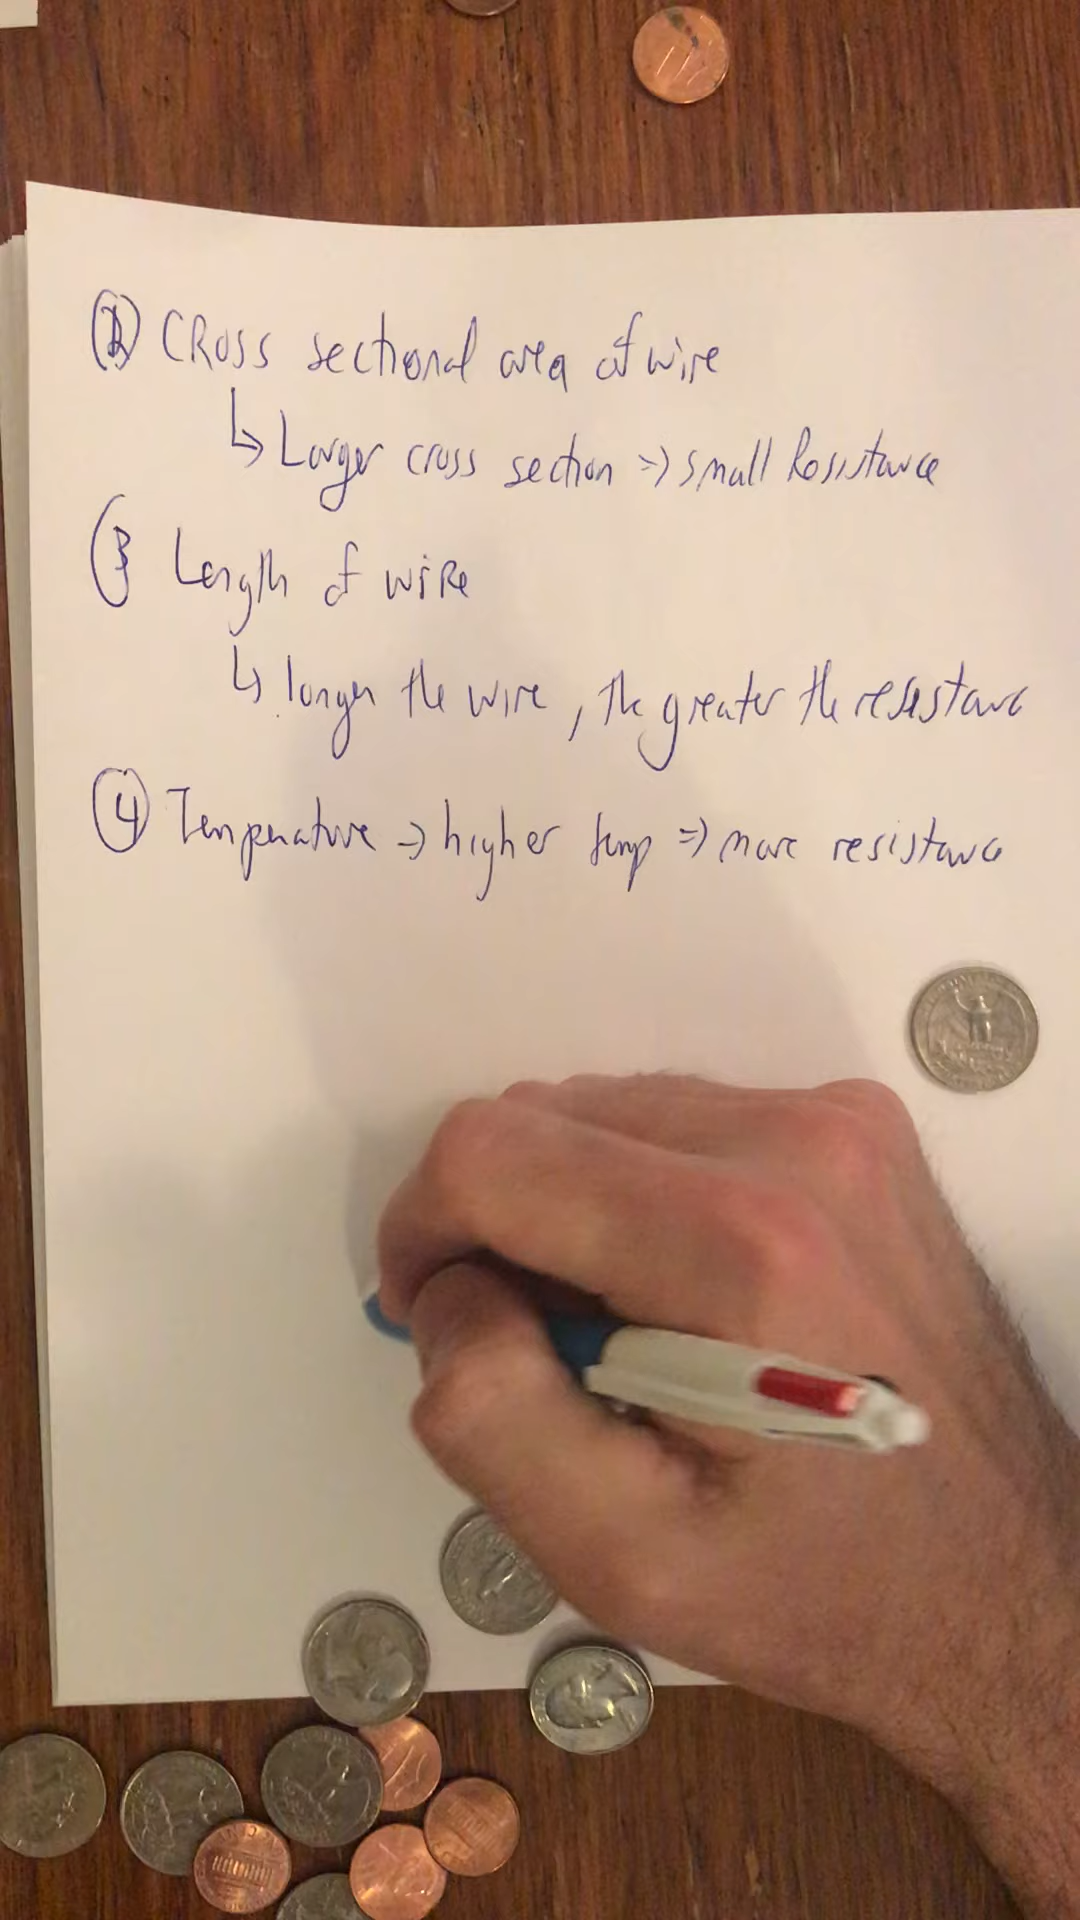 ② Cross sectional area of wire
↳ Larger cross section => small Resistance
③ Length of wire
↳ longer the wire, the greater the resistance
④ Temperature → higher temp => more resistance